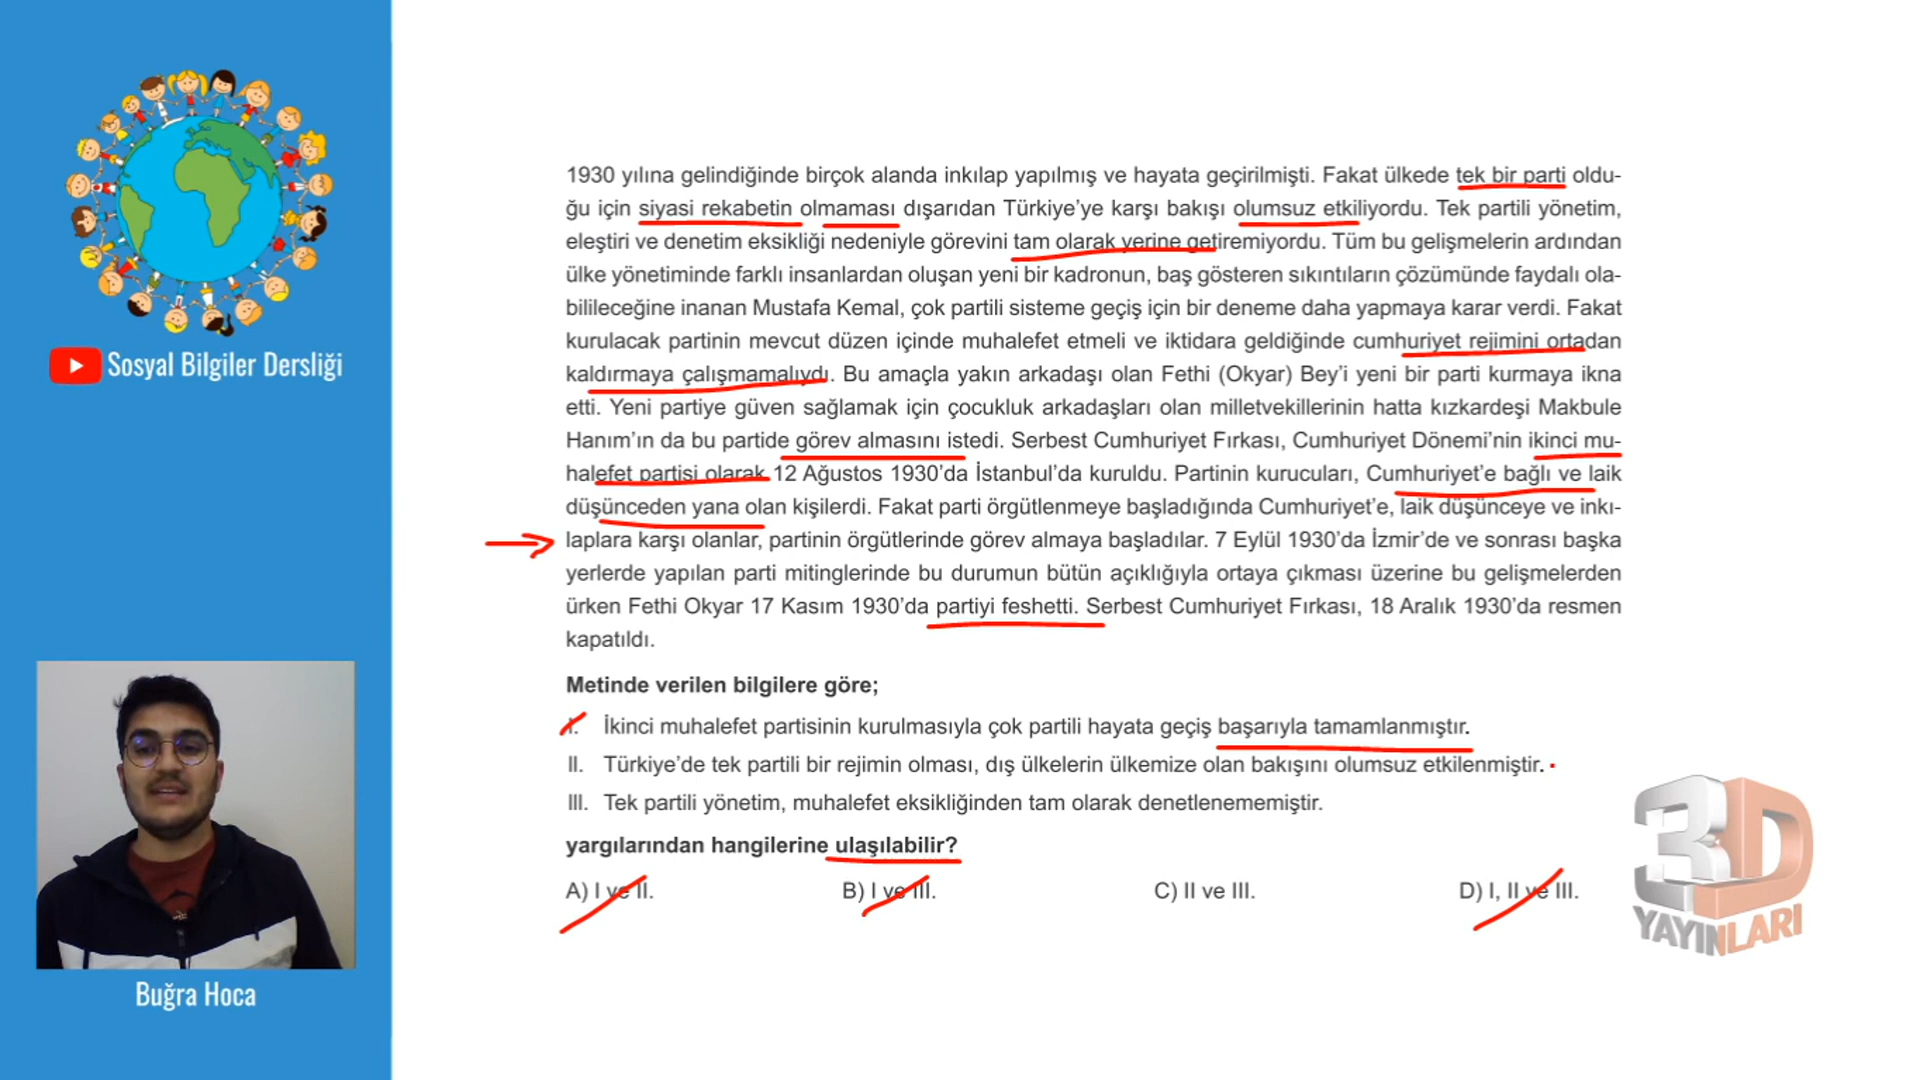 1930 yılına gelindiğinde birçok alanda inkılap yapılmış ve hayata geçirilmişti. Fakat ülkede tek bir parti oldu-
ğu için siyasi rekabetin olmaması dışarıdan Türkiye’ye karşı bakışı olumsuz etkiliyordu. Tek partili yönetim,
eleştiri ve denetim eksikliği nedeniyle görevini tam olarak yerine getiremiyordu. Tüm bu gelişmelerin ardından
ülke yönetiminde farklı insanlardan oluşan yeni bir kadronun, baş gösteren sıkıntıların çözümünde faydalı ola-
bilileceğine inanan Mustafa Kemal, çok partili sisteme geçiş için bir deneme daha yapmaya karar verdi. Fakat
kurulacak partinin mevcut düzen içinde muhalefet etmeli ve iktidara geldiğinde cumhuriyet rejimini ortadan
kaldırmaya çalışmamalıydı. Bu amaçla yakın arkadaşı olan Fethi (Okyar) Bey’i yeni bir parti kurmaya ikna
etti. Yeni partiye güven sağlamak için çocukluk arkadaşları olan milletvekillerinin hatta kızkardeşi Makbule
Hanım’ın da bu partide görev almasını istedi. Serbest Cumhuriyet Fırkası, Cumhuriyet Dönemi’nin ikinci mu-
halefet partisi olarak 12 Ağustos 1930’da İstanbul’da kuruldu. Partinin kurucuları, Cumhuriyet’e bağlı ve laik
düşünceden yana olan kişilerdi. Fakat parti örgütlenmeye başladığında Cumhuriyet’e, laik düşünceye ve inkı-
laplara karşı olanlar, partinin örgütlerinde görev almaya başladılar. 7 Eylül 1930’da İzmir’de ve sonrası başka
yerlerde yapılan parti mitinglerinde bu durumun bütün açıklığıyla ortaya çıkması üzerine bu gelişmelerden
ürken Fethi Okyar 17 Kasım 1930’da partiyi feshetti. Serbest Cumhuriyet Fırkası, 18 Aralık 1930’da resmen
kapatıldı.
Metinde verilen bilgilere göre;
I. İkinci muhalefet partisinin kurulmasıyla çok partili hayata geçiş başarıyla tamamlanmıştır.
II. Türkiye’de tek partili bir rejimin olması, dış ülkelerin ülkemize olan bakışını olumsuz etkilenmiştir.
III. Tek partili yönetim, muhalefet eksikliğinden tam olarak denetlenememiştir.
yargılarından hangilerine ulaşılabilir?
A) I ve II. B) I ve III. C) II ve III. D) I, II ve III.
Sosyal Bilgiler Dersliği
Buğra Hoca
3D
YAYINLARI